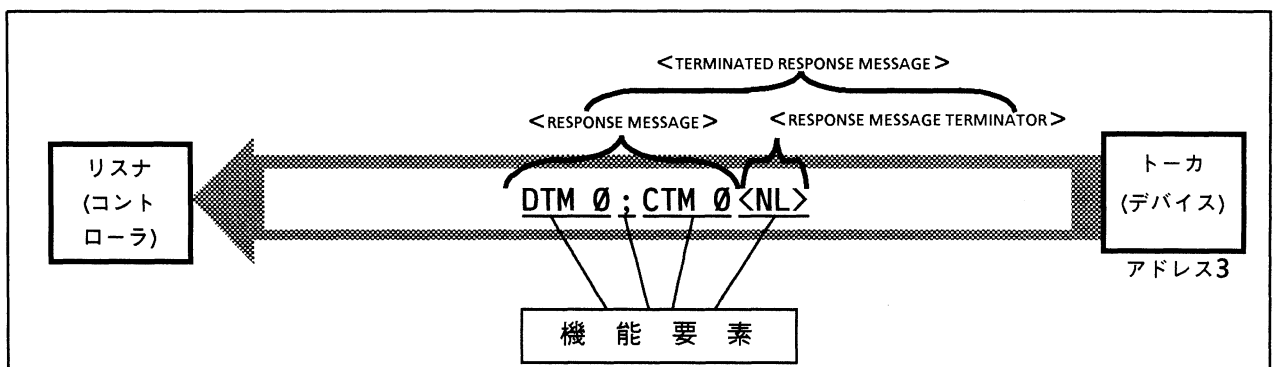 <TERMINATED RESPONSE MESSAGE>
<RESPONSE MESSAGE>
<RESPONSE MESSAGE TERMINATOR>
リスナ
(コント
ローラ)
DTM Ø;CTM Ø<NL>
トーカ
(デバイス)
アドレス3
機 能 要 素